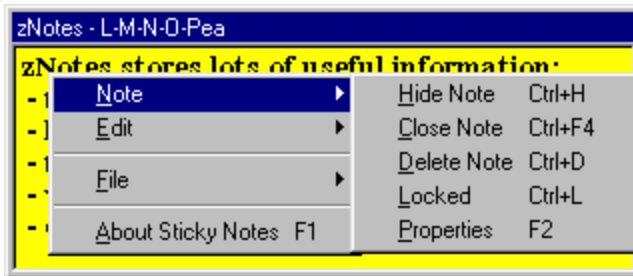 zNotes - L-M-N-O-Pea
zNotes stores lots of useful information:
Note
Edit
File
About Sticky Notes F1
Hide Note Ctrl+H
Close Note Ctrl+F4
Delete Note Ctrl+D
Locked Ctrl+L
Properties F2